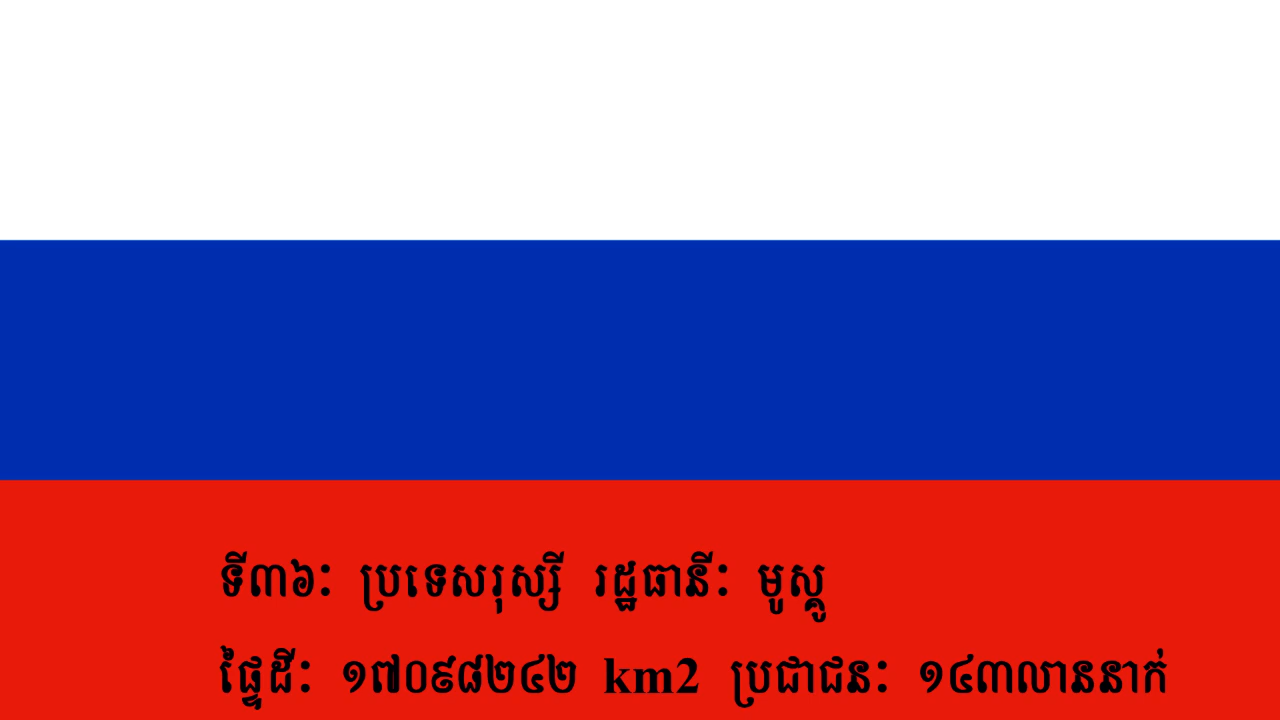 ទី៣៦ៈ ប្រទេសរុស្សី រដ្ឋធានីៈ មូស្គូ
ផ្ទៃដីៈ ១៧០៩៨២៤២ km2 ប្រជាជនៈ ១៤៣លាននាក់